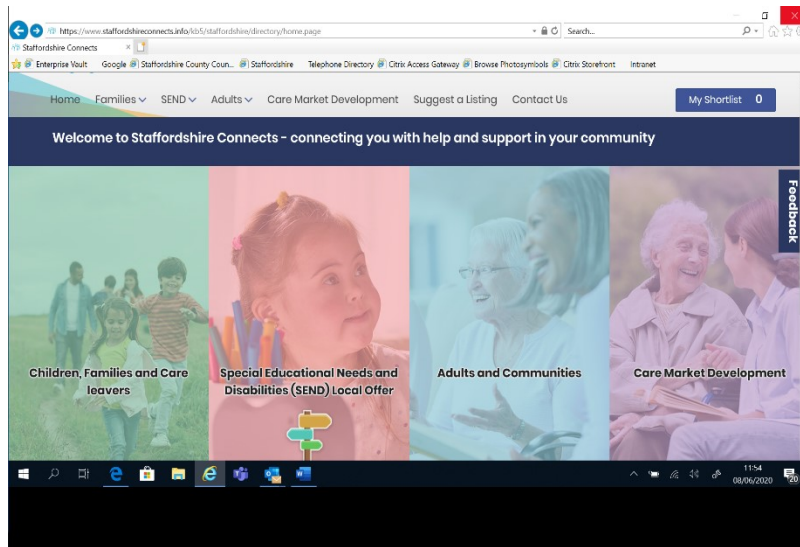 https://www.staffordshireconnects.info/kb5/staffordshire/directory/home.page
Search...
Staffordshire Connects
Enterprise Vault Google Staffordshire County Coun... Staffordshire Telephone Directory Citrix Access Gateway Browse Photosymbols Citrix Storefront Intranet
Home Families SEND Adults Care Market Development Suggest a Listing Contact Us My Shortlist 0
Welcome to Staffordshire Connects - connecting you with help and support in your community
Feedback
Children, Families and Care
leavers
Special Educational Needs and
Disabilities (SEND) Local Offer
Adults and Communities
Care Market Development
11:54
08/06/2020
20